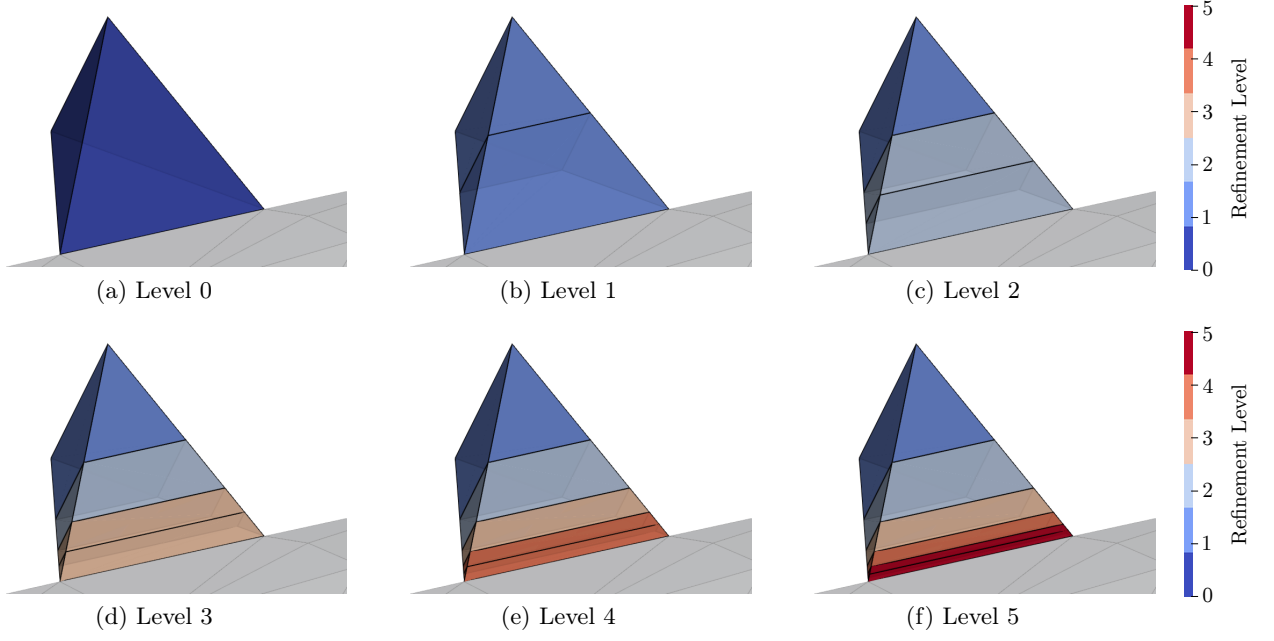 5
4
3
2
1
0
Refinement Level
(a) Level 0
(b) Level 1
(c) Level 2
5
4
3
2
1
0
Refinement Level
(d) Level 3
(e) Level 4
(f) Level 5